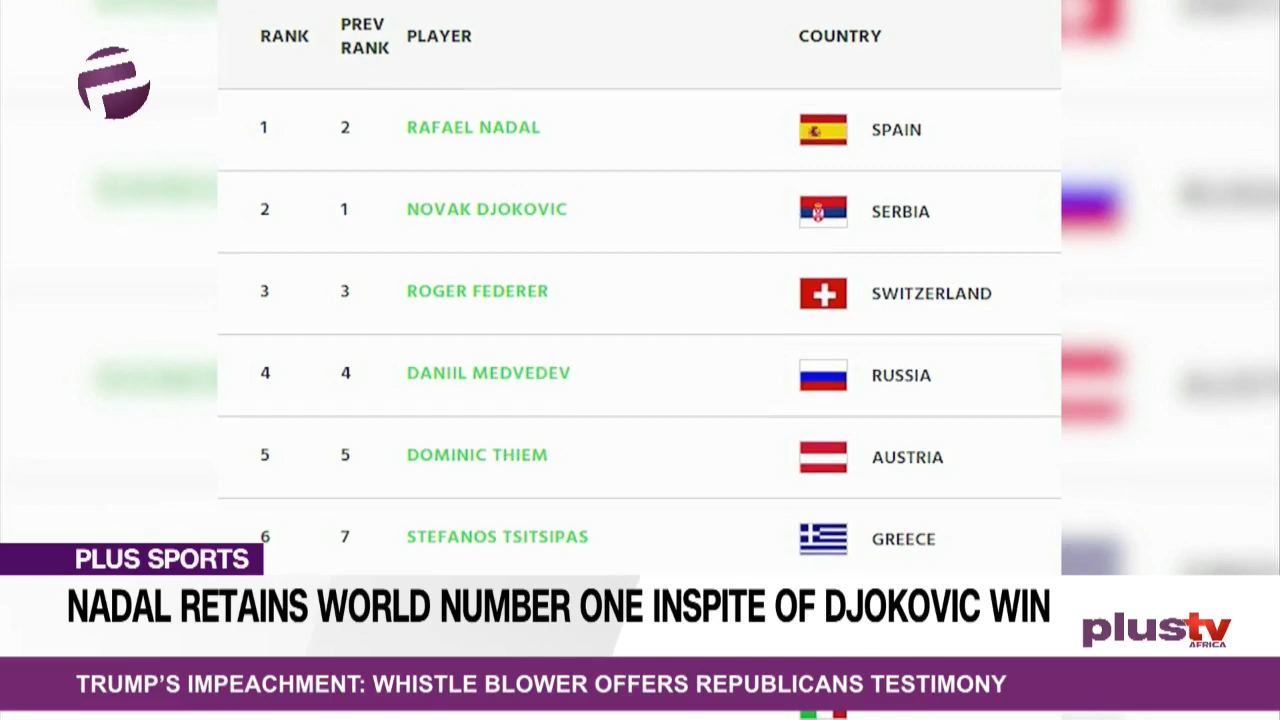 RANK PREV RANK PLAYER COUNTRY
1 2 RAFAEL NADAL SPAIN
2 1 NOVAK DJOKOVIC SERBIA
3 3 ROGER FEDERER SWITZERLAND
4 4 DANIIL MEDVEDEV RUSSIA
5 5 DOMINIC THIEM AUSTRIA
6 7 STEFANOS TSITSIPAS GREECE
PLUS SPORTS
NADAL RETAINS WORLD NUMBER ONE INSPITE OF DJOKOVIC WIN
plustv
AFRICA
TRUMP'S IMPEACHMENT: WHISTLE BLOWER OFFERS REPUBLICANS TESTIMONY